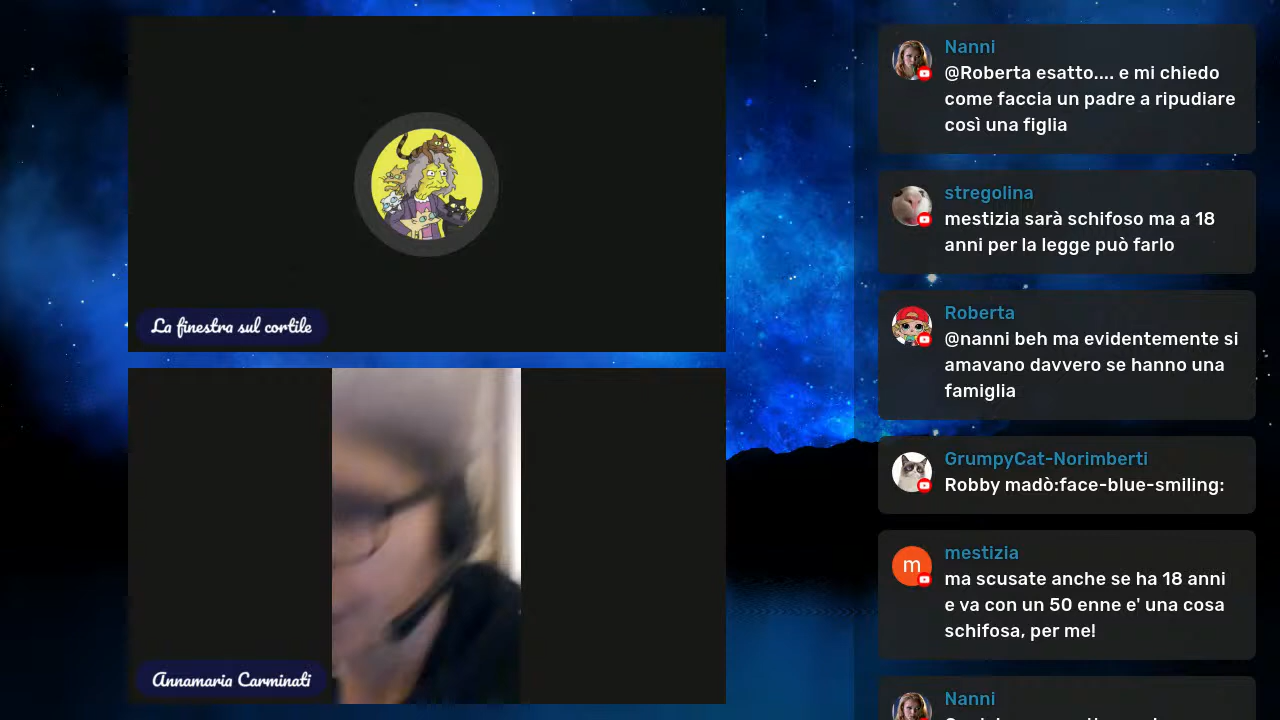 La finestra sul cortile
Annamaria Carminati
Nanni
@Roberta esatto.... e mi chiedo
come faccia un padre a ripudiare
così una figlia
stregolina
mestizia sarà schifoso ma a 18
anni per la legge può farlo
Roberta
@nanni beh ma evidentemente si
amavano davvero se hanno una
famiglia
GrumpyCat-Norimberti
Robby madò:face-blue-smiling:
m
mestizia
ma scusate anche se ha 18 anni
e va con un 50 enne e' una cosa
schifosa, per me!
Nanni